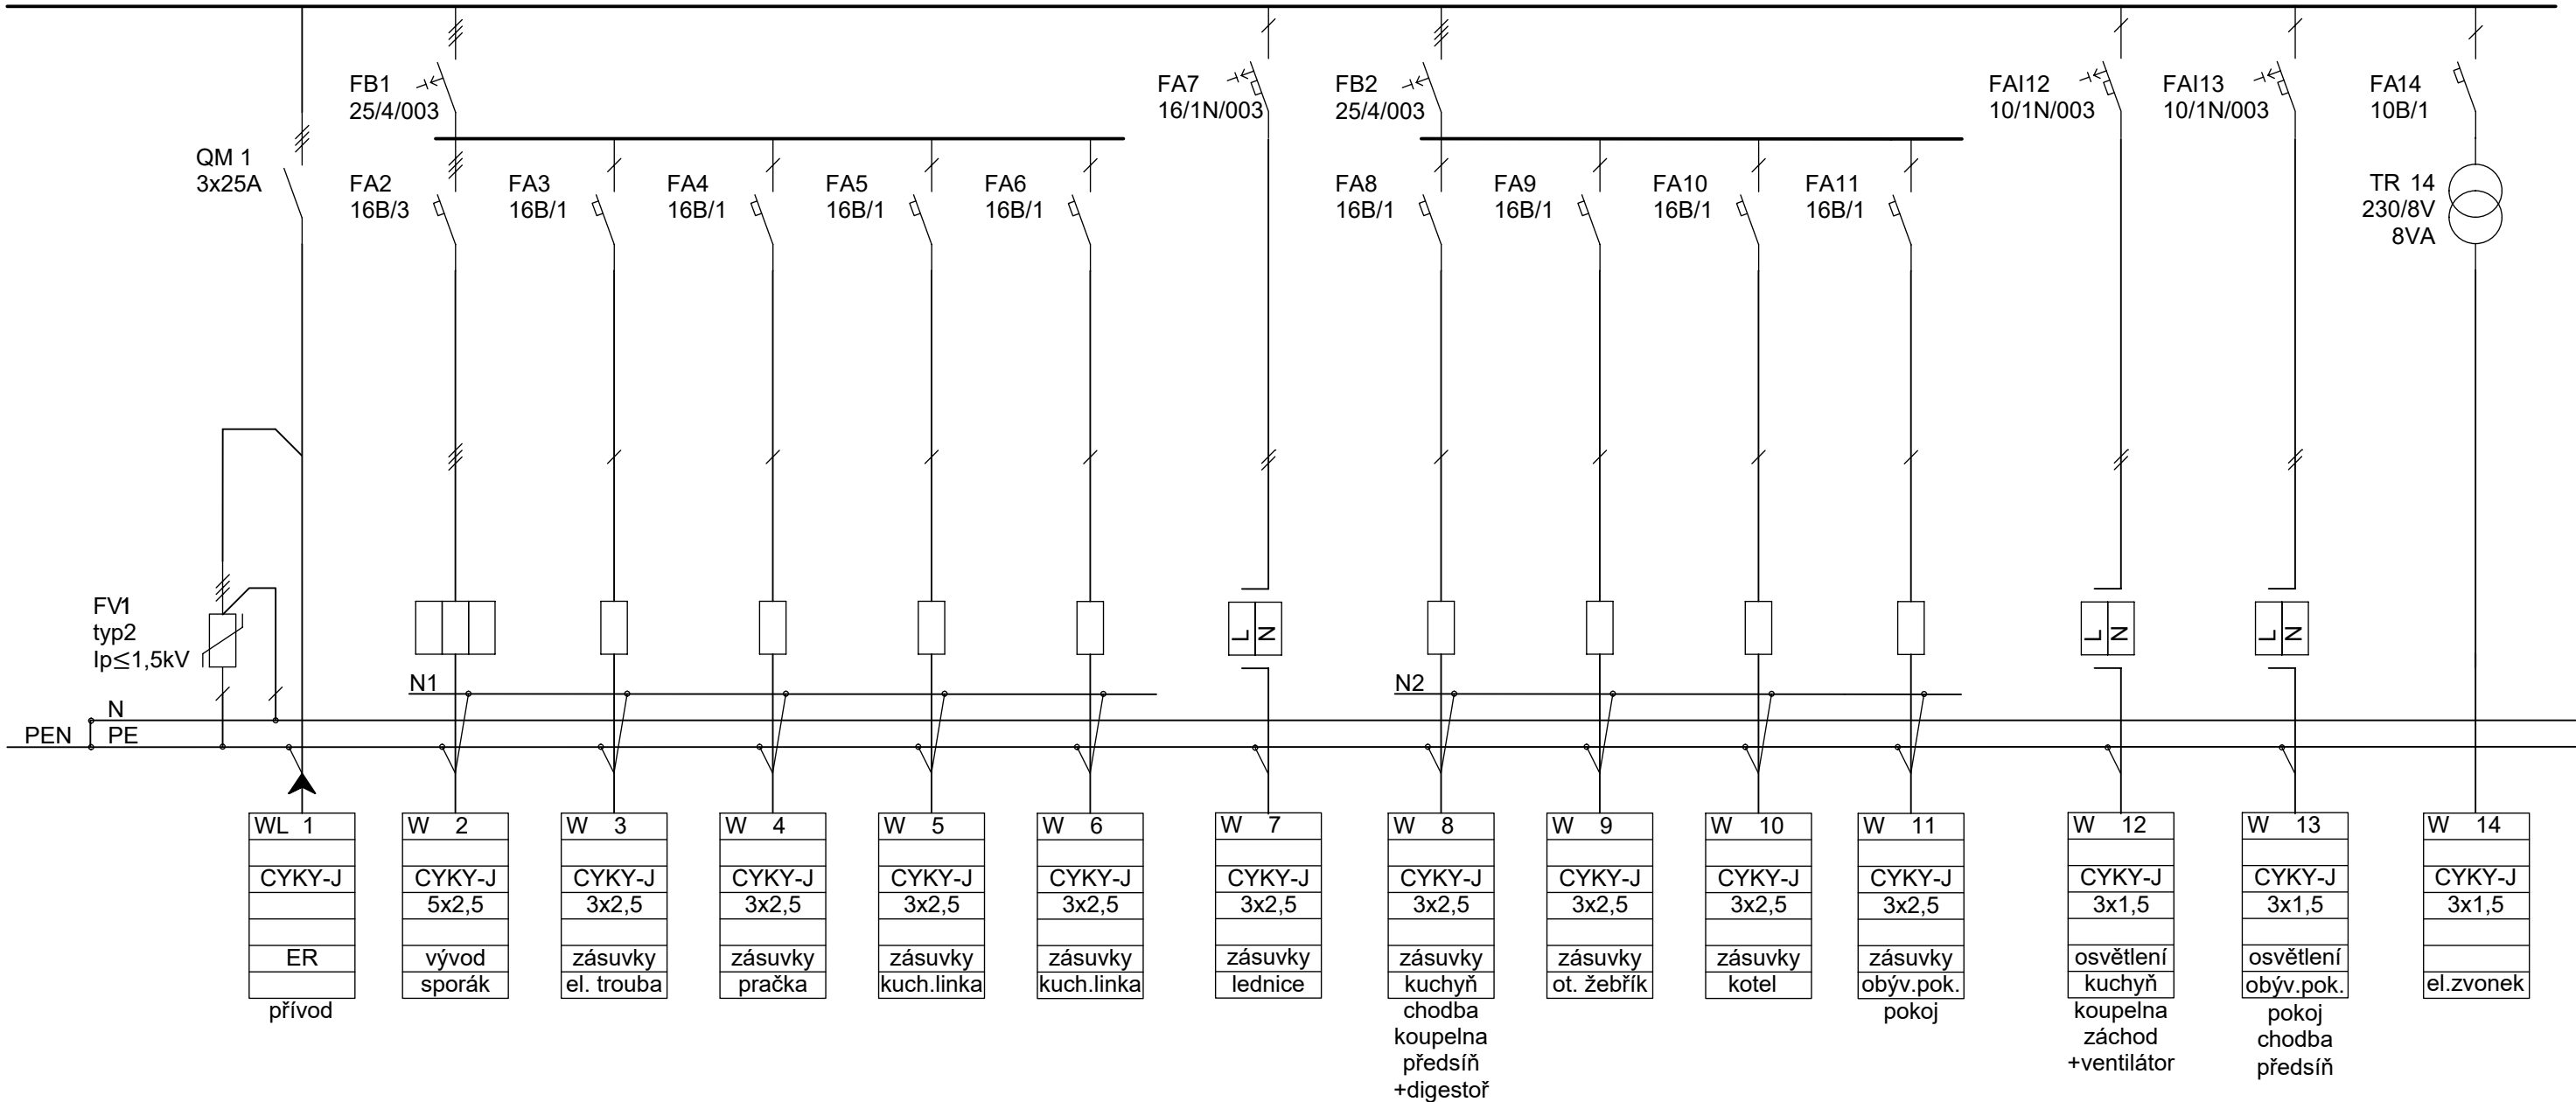 FB1
25/4/003
FA7
16/1N/003
FB2
25/4/003
FAI12
10/1N/003
FAI13
10/1N/003
FA14
10B/1
QM 1
3x25A
FA2
16B/3
FA3
16B/1
FA4
16B/1
FA5
16B/1
FA6
16B/1
FA8
16B/1
FA9
16B/1
FA10
16B/1
FA11
16B/1
TR 14
230/8V
8VA
FV1
typ2
Ip≤1,5kV
L
N
L
N
L
N
N1
N2
N
PEN
PE
WL 1
CYKY-J
ER
přívod
W 2
CYKY-J
5x2,5
vývod
sporák
W 3
CYKY-J
3x2,5
zásuvky
el. trouba
W 4
CYKY-J
3x2,5
zásuvky
pračka
W 5
CYKY-J
3x2,5
zásuvky
kuch.linka
W 6
CYKY-J
3x2,5
zásuvky
kuch.linka
W 7
CYKY-J
3x2,5
zásuvky
lednice
W 8
CYKY-J
3x2,5
zásuvky
kuchyň
chodba
koupelna
předsíň
+digestoř
W 9
CYKY-J
3x2,5
zásuvky
ot. žebřík
W 10
CYKY-J
3x2,5
zásuvky
kotel
W 11
CYKY-J
3x2,5
zásuvky
obýv.pok.
pokoj
W 12
CYKY-J
3x1,5
osvětlení
kuchyň
koupelna
záchod
+ventilátor
W 13
CYKY-J
3x1,5
osvětlení
obýv.pok.
pokoj
chodba
předsíň
W 14
CYKY-J
3x1,5
el.zvonek